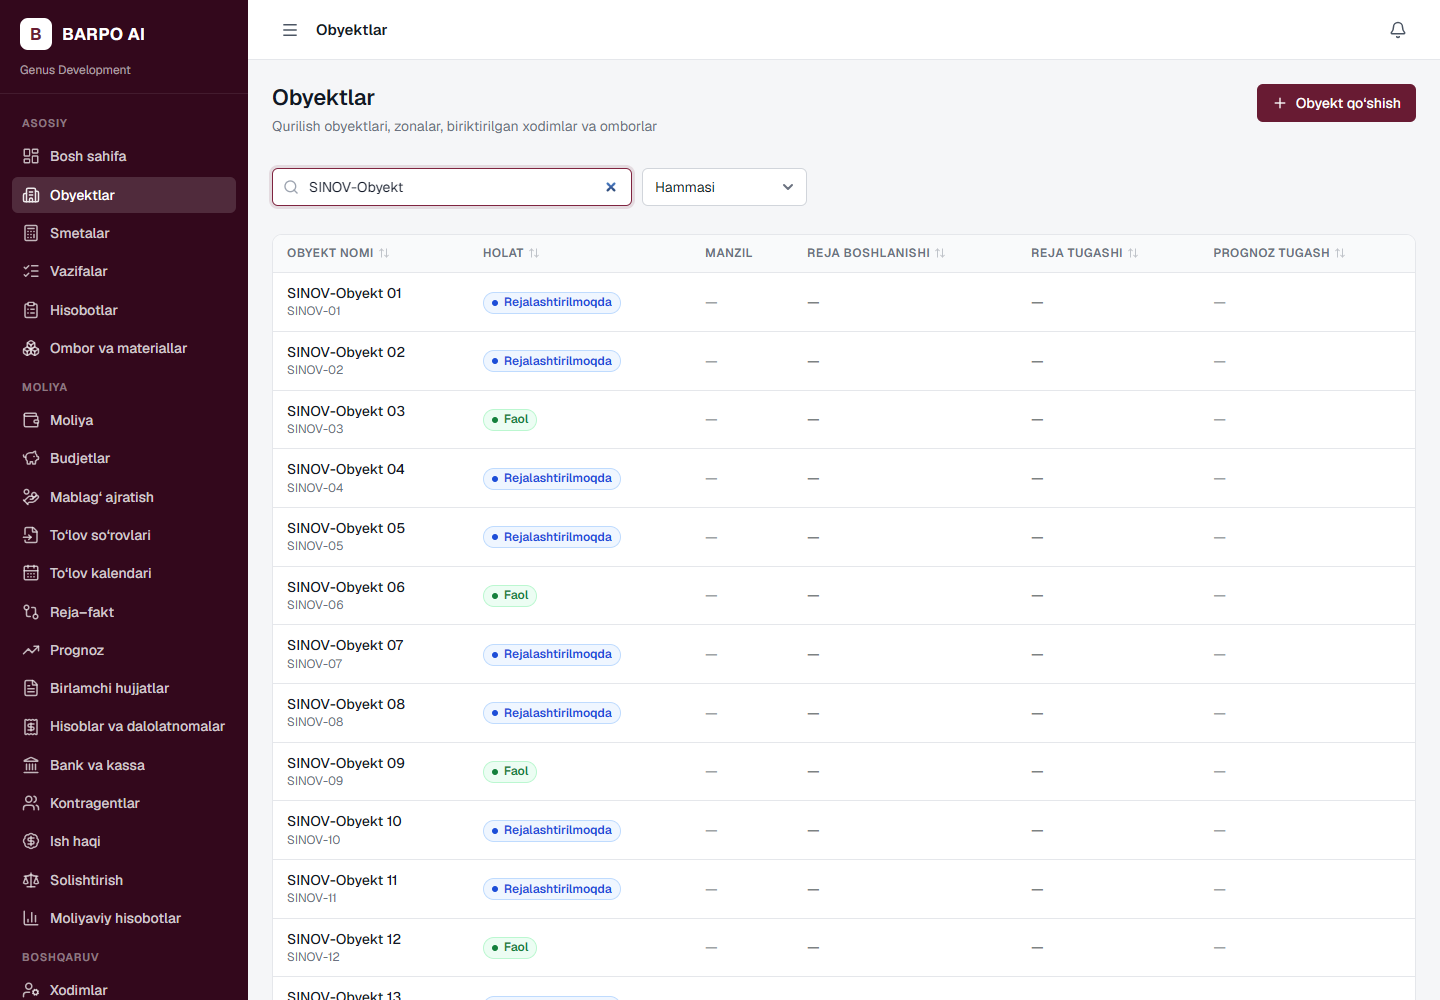 B BARPO AI
Genus Development
ASOSIY
Bosh sahifa
Obyektlar
Smetalar
Vazifalar
Hisobotlar
Ombor va materiallar
MOLIYA
Moliya
Budjetlar
Mablag‘ ajratish
To‘lov so‘rovlari
To‘lov kalendari
Reja–fakt
Prognoz
Birlamchi hujjatlar
Hisoblar va dalolatnomalar
Bank va kassa
Kontragentlar
Ish haqi
Solishtirish
Moliyaviy hisobotlar
BOSHQARUV
Xodimlar
Obyektlar
Obyektlar
Qurilish obyektlari, zonalar, biriktirilgan xodimlar va omborlar
+ Obyekt qo‘shish
SINOV-Obyekt
Hammasi
OBYEKT NOMI HOLAT MANZIL REJA BOSHLANISHI REJA TUGASHI PROGNOZ TUGASH
SINOV-Obyekt 01
SINOV-01
Rejalashtirilmoqda — — — —
SINOV-Obyekt 02
SINOV-02
Rejalashtirilmoqda — — — —
SINOV-Obyekt 03
SINOV-03
Faol — — — —
SINOV-Obyekt 04
SINOV-04
Rejalashtirilmoqda — — — —
SINOV-Obyekt 05
SINOV-05
Rejalashtirilmoqda — — — —
SINOV-Obyekt 06
SINOV-06
Faol — — — —
SINOV-Obyekt 07
SINOV-07
Rejalashtirilmoqda — — — —
SINOV-Obyekt 08
SINOV-08
Rejalashtirilmoqda — — — —
SINOV-Obyekt 09
SINOV-09
Faol — — — —
SINOV-Obyekt 10
SINOV-10
Rejalashtirilmoqda — — — —
SINOV-Obyekt 11
SINOV-11
Rejalashtirilmoqda — — — —
SINOV-Obyekt 12
SINOV-12
Faol — — — —
SINOV-Obyekt 13